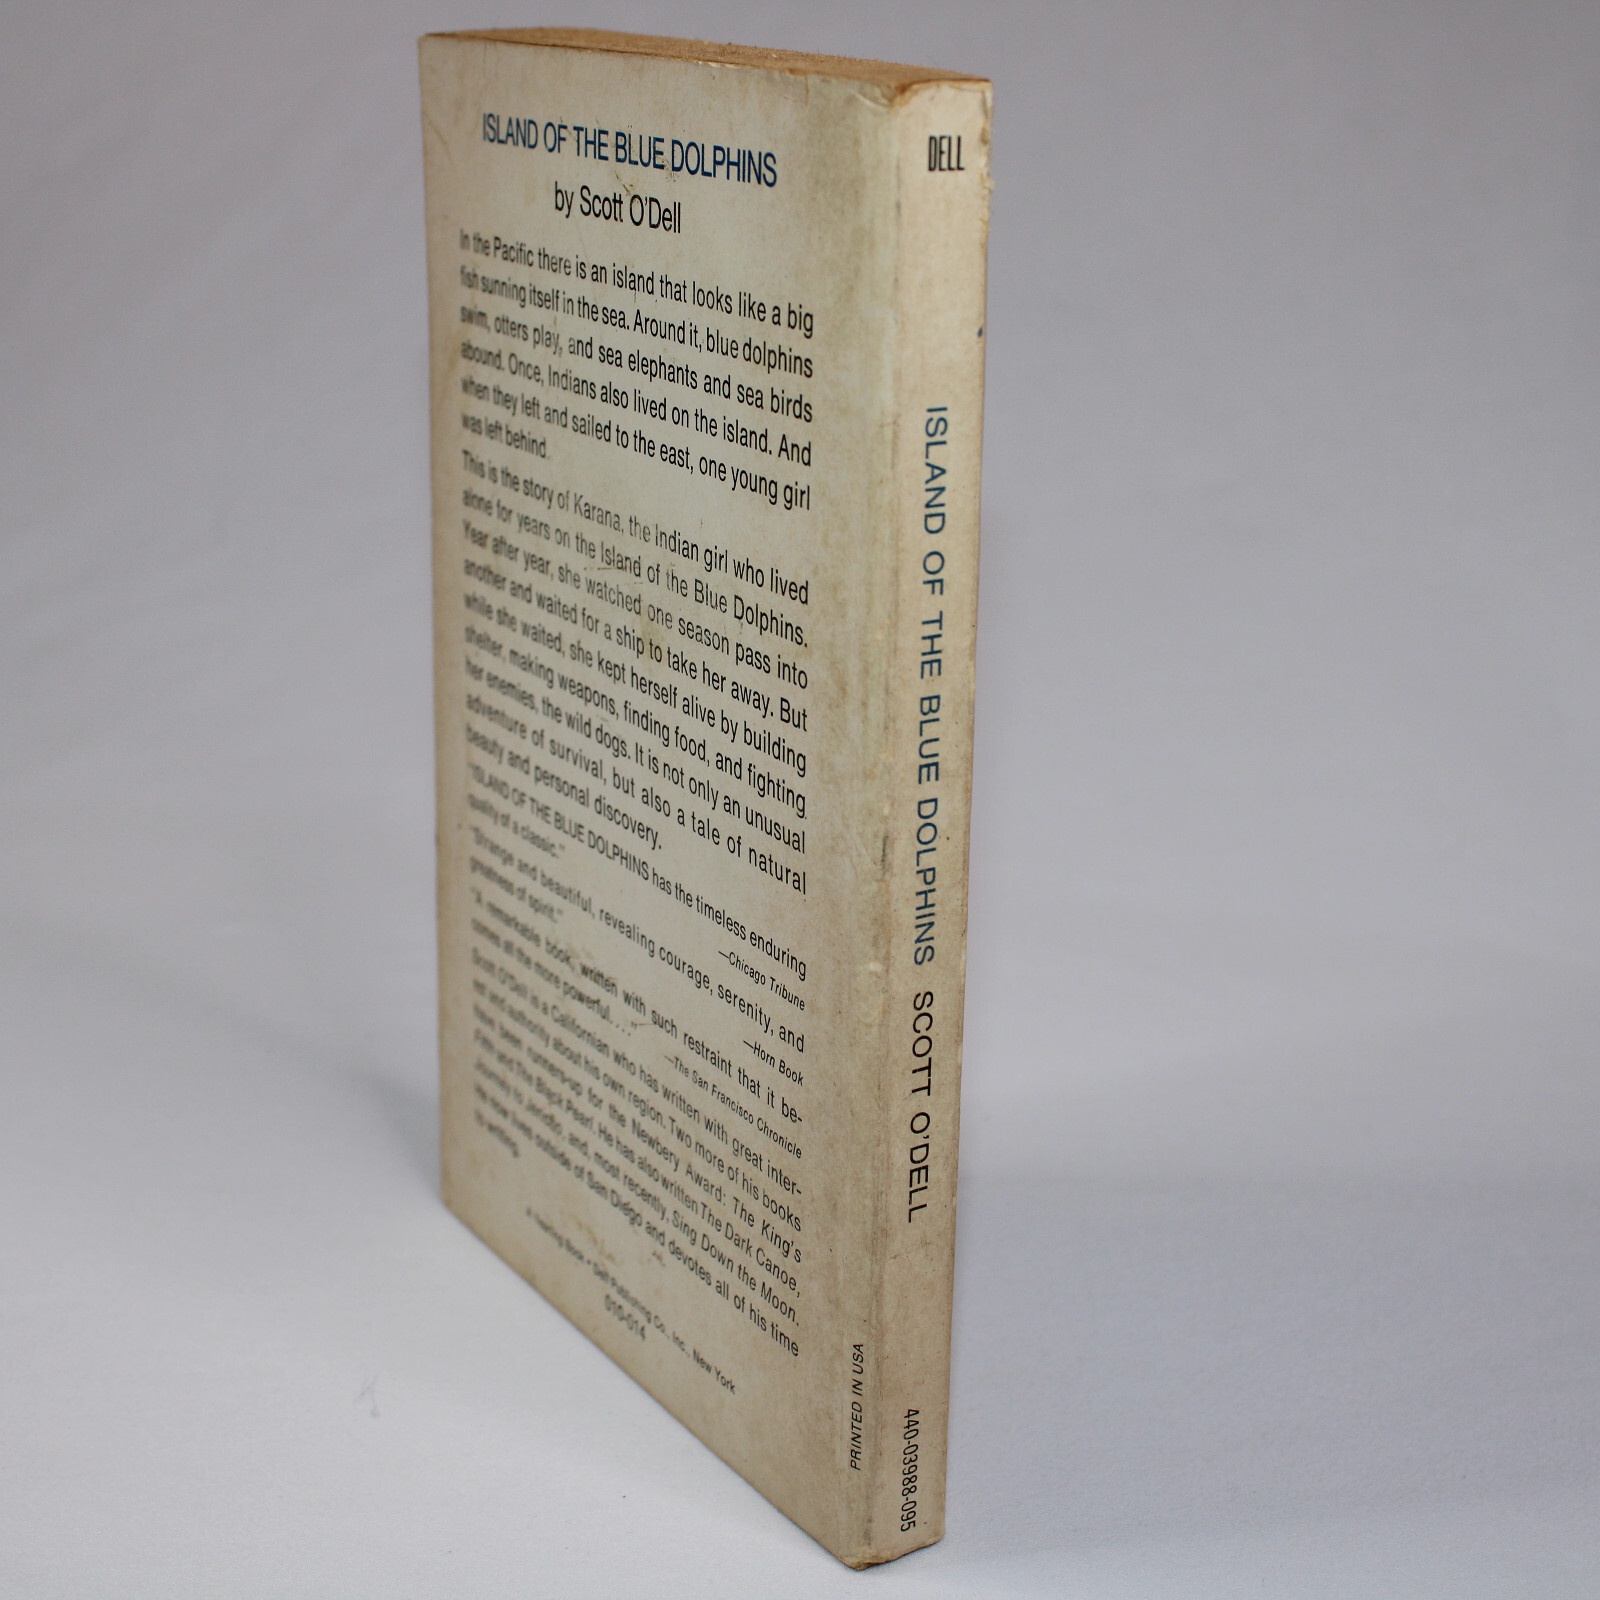 ISLAND OF THE BLUE DOLPHINS
by Scott O'Dell
In the Pacific there is an island that looks like a big
fish sunning itself in the sea. Around it, blue dolphins
swim, otters play, and sea elephants and sea birds
abound. Once, Indians also lived on the island. And
when they left and sailed to the east, one young girl
was left behind.
This is the story of Karana, the Indian girl who lived
alone for years on the Island of the Blue Dolphins.
Year after year, she watched one season pass into
another and waited for a ship to take her away. But
while she waited, she kept herself alive by building
shelter, making weapons, finding food, and fighting
her enemies, the wild dogs. It is not only an unusual
adventure of survival, but also a tale of natural
beauty and personal discovery.
"ISLAND OF THE BLUE DOLPHINS has the timeless enduring
quality of a classic."
—Chicago Tribune
"Strange and beautiful, revealing courage, serenity, and
greatness of spirit."
—Horn Book
"A remarkable book, written with such restraint that it be-
comes all the more powerful. . . ."
—The San Francisco Chronicle
Scott O'Dell is a Californian who has written with great inter-
est and authority about his own region. Two more of his books
have been runners-up for the Newbery Award: The King's
Fifth and The Black Pearl. He has also written The Dark Canoe,
Journey to Jericho, and, most recently, Sing Down the Moon.
He now lives outside of San Diego and devotes all of his time
to writing.
A Yearling Book • Dell Publishing Co., Inc., New York
010-014
PRINTED IN USA
DELL
ISLAND OF THE BLUE DOLPHINS SCOTT O'DELL
440-03988-095